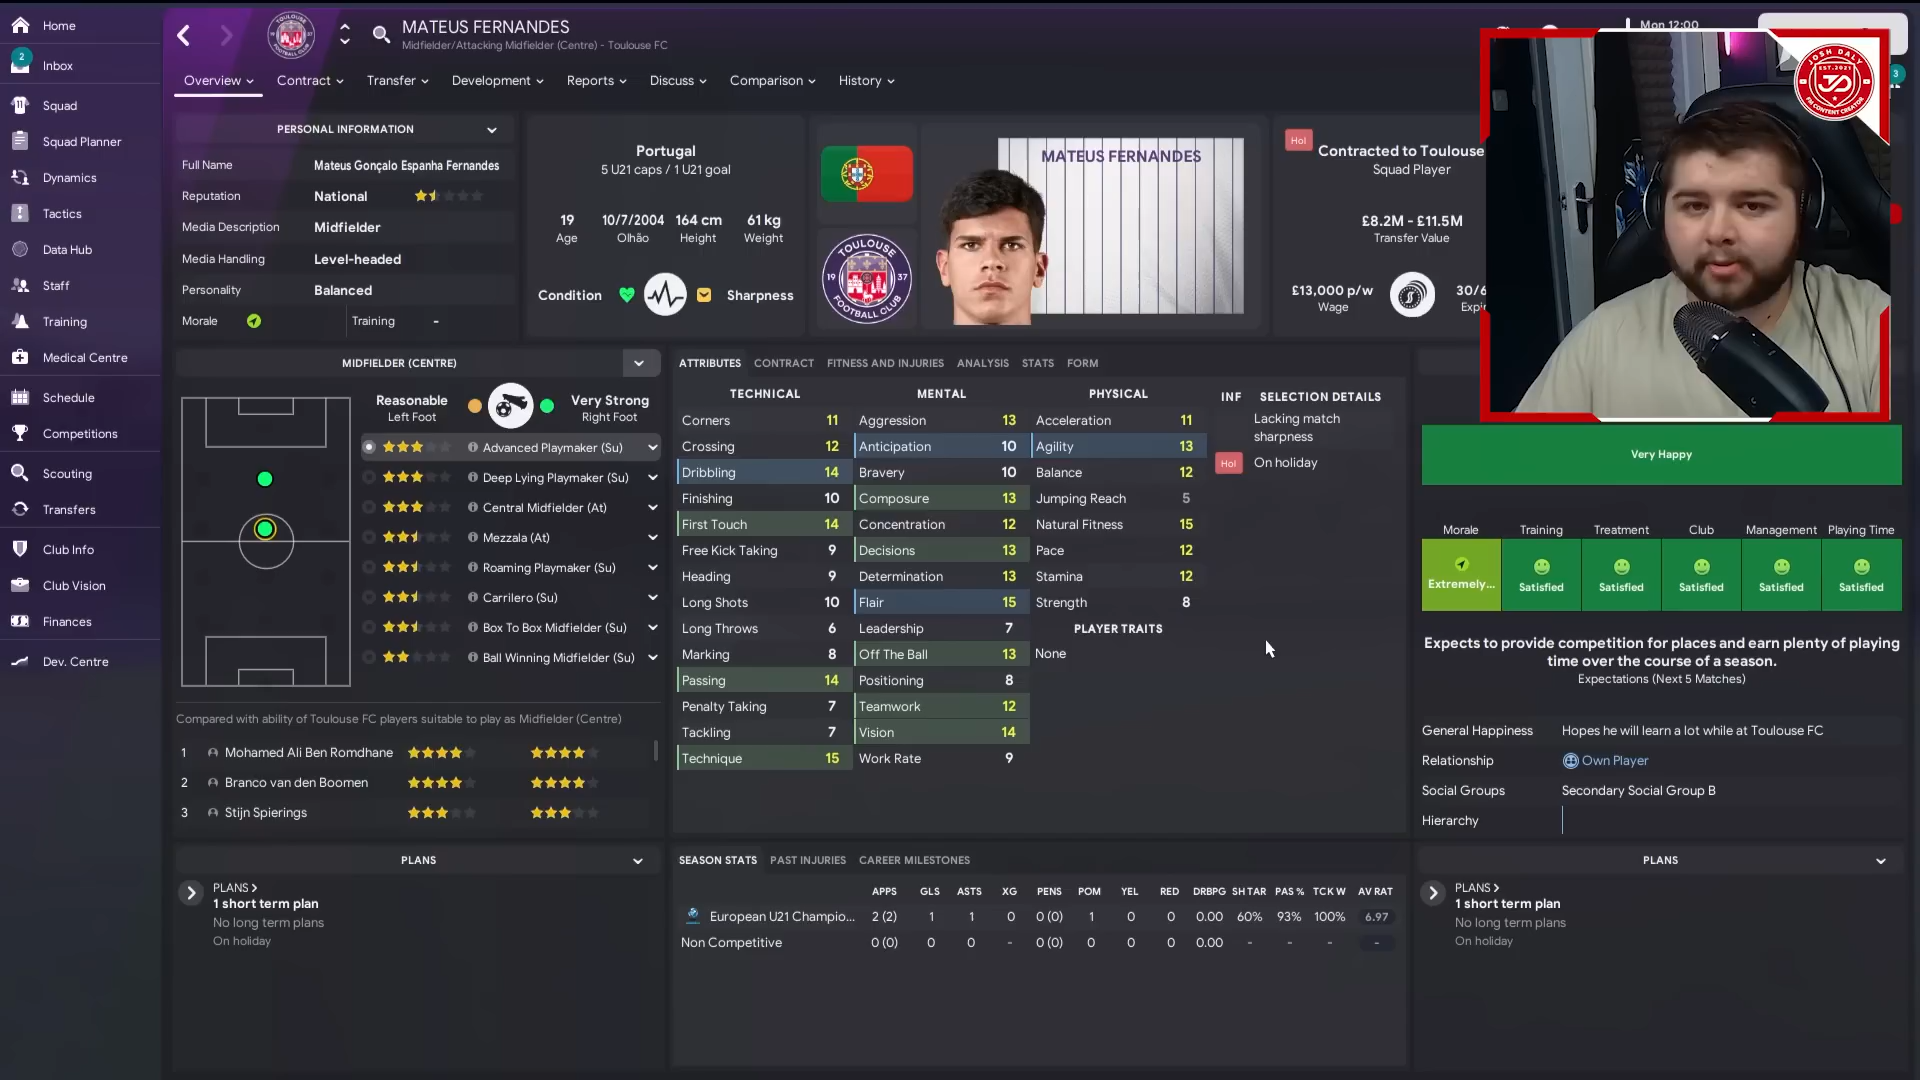 Home
2
Inbox
Squad
Squad Planner
Dynamics
Tactics
Data Hub
Staff
Training
Medical Centre
Schedule
Competitions
Scouting
Transfers
Club Info
Club Vision
Finances
Dev. Centre
MATEUS FERNANDES
Midfielder/Attacking Midfielder (Centre) - Toulouse FC
Mon 12:00
3
Overview Contract Transfer Development Reports Discuss Comparison History
JOSH DALY
EST.2021
JD
FM CONTENT CREATOR
PERSONAL INFORMATION
Full Name Mateus Gonçalo Espanha Fernandes
Reputation National
Media Description Midfielder
Media Handling Level-headed
Personality Balanced
Morale Training -
Portugal
5 U21 caps / 1 U21 goal
19 10/7/2004 164 cm 61 kg
Age Olhão Height Weight
Condition Sharpness
TOULOUSE
19 37
FOOTBALL CLUB
MATEUS FERNANDES
Hol
Contracted to Toulouse
Squad Player
£8.2M - £11.5M
Transfer Value
£13,000 p/w 30/6
Wage Expi
MIDFIELDER (CENTRE)
Reasonable Very Strong
Left Foot Right Foot
Advanced Playmaker (Su)
Deep Lying Playmaker (Su)
Central Midfielder (At)
Mezzala (At)
Roaming Playmaker (Su)
Carrilero (Su)
Box To Box Midfielder (Su)
Ball Winning Midfielder (Su)
Compared with ability of Toulouse FC players suitable to play as Midfielder (Centre)
1 Mohamed Ali Ben Romdhane
2 Branco van den Boomen
3 Stijn Spierings
ATTRIBUTES CONTRACT FITNESS AND INJURIES ANALYSIS STATS FORM
TECHNICAL MENTAL PHYSICAL
Corners 11 Aggression 13 Acceleration 11
Crossing 12 Anticipation 10 Agility 13
Dribbling 14 Bravery 10 Balance 12
Finishing 10 Composure 13 Jumping Reach 5
First Touch 14 Concentration 12 Natural Fitness 15
Free Kick Taking 9 Decisions 13 Pace 12
Heading 9 Determination 13 Stamina 12
Long Shots 10 Flair 15 Strength 8
Long Throws 6 Leadership 7 PLAYER TRAITS
Marking 8 Off The Ball 13 None
Passing 14 Positioning 8
Penalty Taking 7 Teamwork 12
Tackling 7 Vision 14
Technique 15 Work Rate 9
INF SELECTION DETAILS
Lacking match
sharpness
Hol On holiday
Very Happy
Morale Training Treatment Club Management Playing Time
Extremely... Satisfied Satisfied Satisfied Satisfied Satisfied
Expects to provide competition for places and earn plenty of playing
time over the course of a season.
Expectations (Next 5 Matches)
General Happiness Hopes he will learn a lot while at Toulouse FC
Relationship Own Player
Social Groups Secondary Social Group B
Hierarchy
PLANS
PLANS >
1 short term plan
No long term plans
On holiday
SEASON STATS PAST INJURIES CAREER MILESTONES
APPS GLS ASTS XG PENS POM YEL RED DRBPG SH TAR PAS % TCK W AV RAT
European U21 Champio... 2 (2) 1 1 0 0 (0) 1 0 0 0.00 60% 93% 100% 6.97
Non Competitive 0 (0) 0 0 - 0 (0) 0 0 0 0.00 - - - -
PLANS
PLANS >
1 short term plan
No long term plans
On holiday